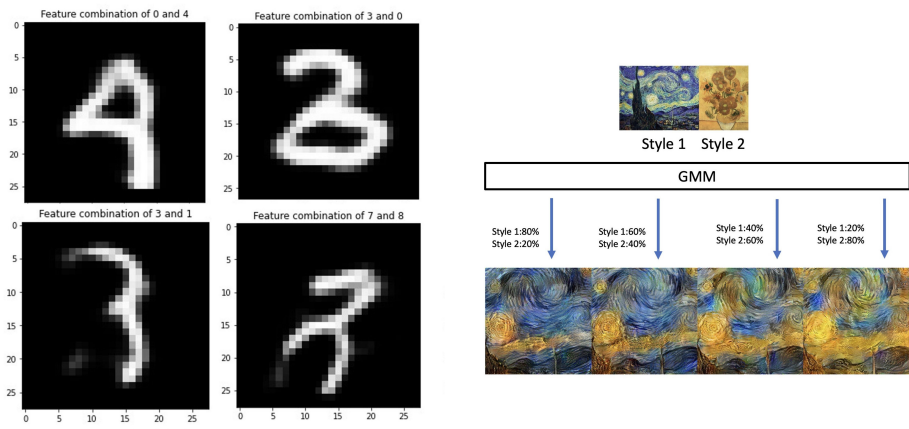 Feature combination of 0 and 4
0
5
10
15
20
25
Feature combination of 3 and 0
0
5
10
15
20
25
Feature combination of 3 and 1
0
5
10
15
20
25
0 5 10 15 20 25
Feature combination of 7 and 8
0
5
10
15
20
25
0 5 10 15 20 25
Style 1 Style 2
GMM
Style 1:80%
Style 2:20%
Style 1:60%
Style 2:40%
Style 1:40%
Style 2:60%
Style 1:20%
Style 2:80%